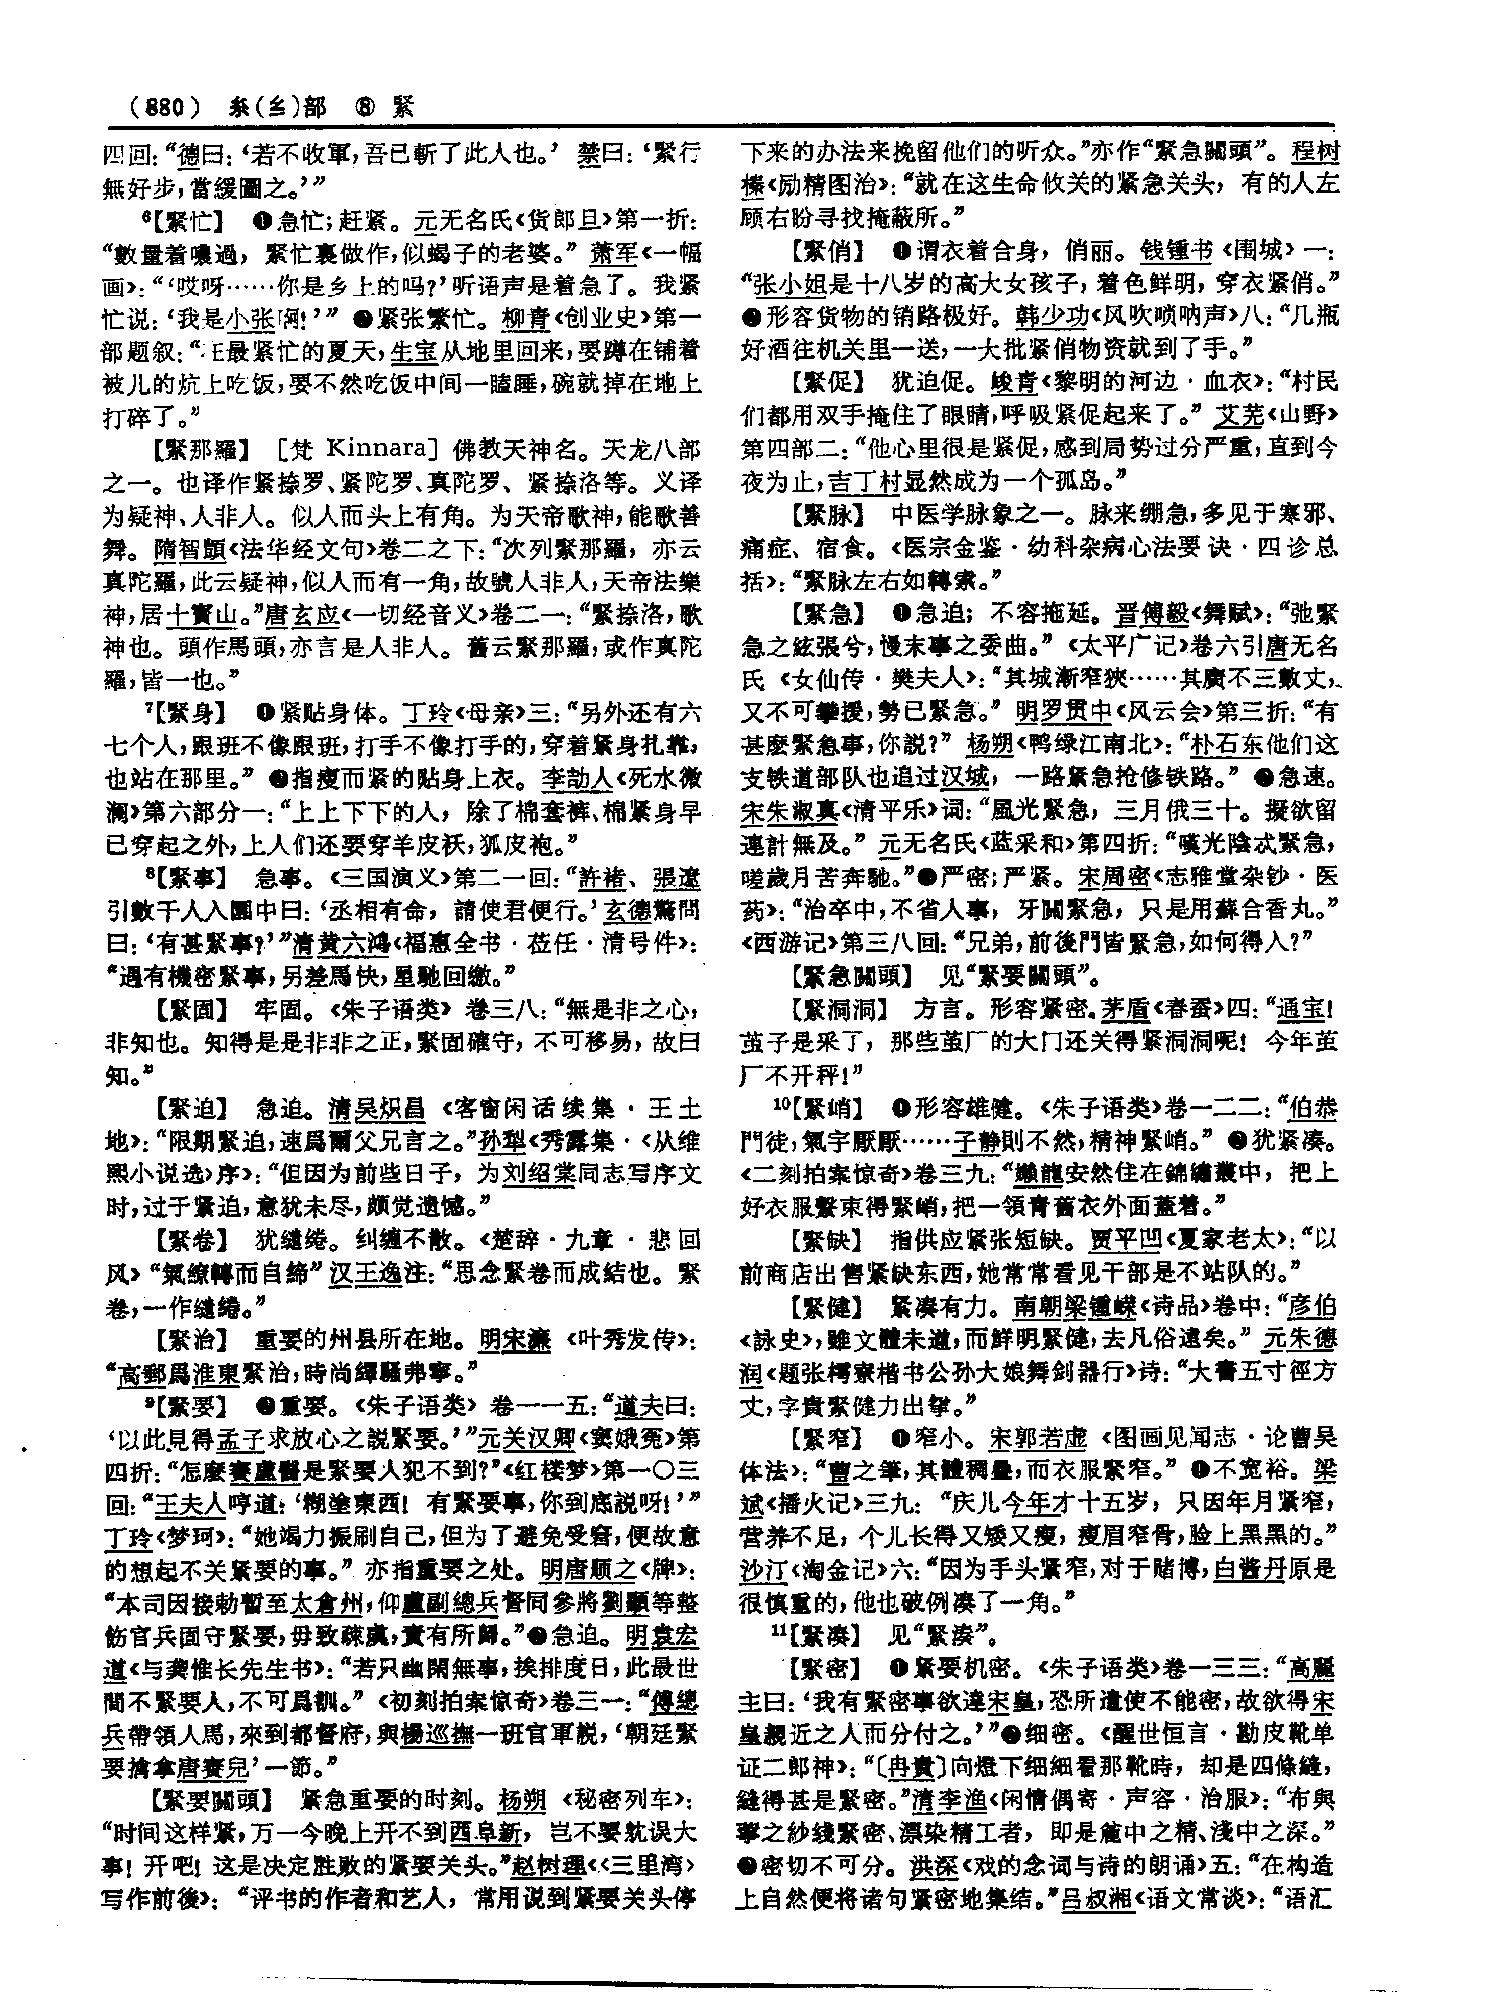 (880) 糸(纟)部 ⑧ 緊
四回：“德曰：‘若不收軍，吾已斬了此人也。’ 禁曰：‘緊行
無好步，當緩圖之。’”
6【緊忙】 ❶急忙；赶紧。元无名氏《货郎旦》第一折：
“數量着噥過，緊忙裏做作，似蝎子的老婆。” 萧军《一幅
画》：“‘哎呀……你是乡上的吗？’听语声是着急了。我紧
忙说：‘我是小张啊！’” ❷紧张繁忙。柳青《创业史》第一
部题叙：“在最紧忙的夏天，生宝从地里回来，要蹲在铺着
被儿的炕上吃饭，要不然吃饭中间一瞌睡，碗就掉在地上
打碎了。”
【緊那羅】 ［梵 Kinnara］佛教天神名。天龙八部
之一。也译作紧捺罗、紧陀罗、真陀罗、紧捺洛等。义译
为疑神、人非人。似人而头上有角。为天帝歌神，能歌善
舞。隋智顗《法华经文句》卷二之下：“次列緊那羅，亦云
真陀羅，此云疑神，似人而有一角，故號人非人，天帝法樂
神，居十寶山。”唐玄应《一切经音义》卷二一：“緊捺洛，歌
神也。頭作馬頭，亦言是人非人。舊云緊那羅，或作真陀
羅，皆一也。”
7【緊身】 ❶紧贴身体。丁玲《母亲》三：“另外还有六
七个人，跟班不像跟班，打手不像打手的，穿着紧身扎靠，
也站在那里。” ❷指瘦而紧的贴身上衣。李劼人《死水微
澜》第六部分一：“上上下下的人，除了棉套裤、棉紧身早
已穿起之外，上人们还要穿羊皮袄，狐皮袍。”
8【緊事】 急事。《三国演义》第二一回：“許褚、張遼
引數千人入園中曰：‘丞相有命，請使君便行。’玄德驚問
曰：‘有甚緊事？’”清黄六鸿《福惠全书·莅任·清号件》：
“遇有機密緊事，另差馬快，星馳回繳。”
【緊固】 牢固。《朱子语类》卷三八：“無是非之心，
非知也。知得是是非非之正，緊固確守，不可移易，故曰
知。”
【緊迫】 急迫。清吴炽昌《客窗闲话续集·王土
地》：“限期緊迫，速爲爾父兄言之。”孙犁《秀露集·〈从维
熙小说选〉序》：“但因为前些日子，为刘绍棠同志写序文
时，过于紧迫，意犹未尽，颇觉遗憾。”
【緊卷】 犹缱绻。纠缠不散。《楚辞·九章·悲回
风》“氣繚轉而自締”汉王逸注：“思念緊卷而成結也。緊
卷，一作缱綣。”
【緊治】 重要的州县所在地。明宋濂《叶秀发传》：
“高郵爲淮東緊治，時尚繹騷弗寧。”
9【緊要】 ❶重要。《朱子语类》卷一一五：“道夫曰：
‘以此見得孟子求放心之說緊要。’”元关汉卿《窦娥冤》第
四折：“怎麽賽盧醫是緊要人犯不到？”《红楼梦》第一〇三
回：“王夫人哼道：‘糊塗東西！有緊要事，你到底説呀！’”
丁玲《梦珂》：“她竭力振刷自己，但为了避免受窘，便故意
的想起不关紧要的事。” 亦指重要之处。明唐顺之《牌》：
“本司因接勅暫至太倉州，仰盧副總兵督同參將劉顯等整
飭官兵固守緊要，毋致疎虞，責有所歸。”❷急迫。明袁宏
道《与龚惟长先生书》：“若只幽閑無事，挨排度日，此最世
間不緊要人，不可爲訓。”《初刻拍案惊奇》卷三一：“傅總
兵帶領人馬，來到都督府，與楊巡撫一班官軍説，‘朝廷緊
要擒拿唐賽兒’一節。”
【緊要關頭】 紧急重要的时刻。杨朔《秘密列车》：
“时间这样紧，万一今晚上开不到西阜新，岂不要躭误大
事！开吧！这是决定胜败的紧要关头。”赵树理《〈三里湾〉
写作前後》：“评书的作者和艺人，常用说到紧要关头停
下来的办法来挽留他们的听众。”亦作“緊急關頭”。程树
榛《励精图治》：“就在这生命攸关的紧急关头，有的人左
顾右盼寻找掩蔽所。”
【緊俏】 ❶谓衣着合身，俏丽。钱锺书《围城》一：
“张小姐是十八岁的高大女孩子，着色鲜明，穿衣紧俏。”
❷形容货物的销路极好。韩少功《风吹唢呐声》八：“几瓶
好酒往机关里一送，一大批紧俏物资就到了手。”
【緊促】 犹迫促。峻青《黎明的河边·血衣》：“村民
们都用双手掩住了眼睛，呼吸紧促起来了。”艾芜《山野》
第四部二：“他心里很是紧促，感到局势过分严重，直到今
夜为止，吉丁村显然成为一个孤岛。”
【緊脉】 中医学脉象之一。脉来绷急，多见于寒邪、
痛症、宿食。《医宗金鉴·幼科杂病心法要诀·四诊总
括》：“緊脉左右如轉索。”
【緊急】 ❶急迫；不容拖延。晋傅毅《舞赋》：“弛緊
急之絃張兮，慢末事之委曲。”《太平广记》卷六引唐无名
氏《女仙传·樊夫人》：“其城漸窄狹……其廣不三數丈，
又不可攀援，勢已緊急。”明罗贯中《风云会》第三折：“有
甚麽緊急事，你説？”杨朔《鸭绿江南北》：“朴石东他们这
支铁道部队也追过汉城，一路紧急抢修铁路。” ❷急速。
宋朱淑真《清平乐》词：“風光緊急，三月俄三十。擬欲留
連計無及。”元无名氏《蓝采和》第四折：“嘆光陰忒緊急，
嗟歲月苦奔馳。”❸严密；严紧。宋周密《志雅堂杂钞·医
药》：“治卒中，不省人事，牙關緊急，只是用蘇合香丸。”
《西游记》第三八回：“兄弟，前後門皆緊急，如何得入？”
【緊急關頭】 见“緊要關頭”。
【緊洞洞】 方言。形容紧密。茅盾《春蚕》四：“通宝！
茧子是采了，那些茧厂的大门还关得紧洞洞呢！今年茧
厂不开秤！”
10【緊峭】 ❶形容雄健。《朱子语类》卷一二二：“伯恭
門徒，氣宇厭厭……子静則不然，精神緊峭。” ❷犹紧凑。
《二刻拍案惊奇》卷三九：“嬾龍安然住在錦繡叢中，把上
好衣服繫束得緊峭，把一領青舊衣外面蓋着。”
【緊缺】 指供应紧张短缺。贾平凹《夏家老太》：“以
前商店出售紧缺东西，她常常看见干部是不站队的。”
【緊健】 紧凑有力。南朝梁锺嵘《诗品》卷中：“彦伯
《詠史》，雖文體未遒，而鮮明緊健，去凡俗遠矣。”元朱德
润《题张樗寮楷书公孙大娘舞剑器行》诗：“大書五寸徑方
丈，字貴緊健力出擘。”
【緊窄】 ❶窄小。宋郭若虚《图画见闻志·论曹吴
体法》：“曹之筆，其體稠疊，而衣服緊窄。” ❷不宽裕。梁
斌《播火记》三九：“庆儿今年才十五岁，只因年月紧窄，
营养不足，个儿长得又矮又瘦，瘦眉窄骨，脸上黑黑的。”
沙汀《淘金记》六：“因为手头紧窄，对于赌博，白酱丹原是
很慎重的，他也破例凑了一角。”
11【緊凑】 见“緊湊”。
【緊密】 ❶紧要机密。《朱子语类》卷一三三：“高麗
主曰：‘我有緊密事欲達宋皇，恐所遣使不能密，故欲得宋
皇親近之人而分付之。’”❷细密。《醒世恒言·勘皮靴单
证二郎神》：“〔冉貴〕向燈下细细看那靴時，却是四條縫，
縫得甚是緊密。”清李渔《闲情偶寄·声容·治服》：“布與
葦之紗綫緊密、漂染精工者，即是麄中之精、淺中之深。”
❸密切不可分。洪深《戏的念词与诗的朗诵》五：“在构造
上自然便将诸句紧密地集结。”吕叔湘《语文常谈》：“语汇